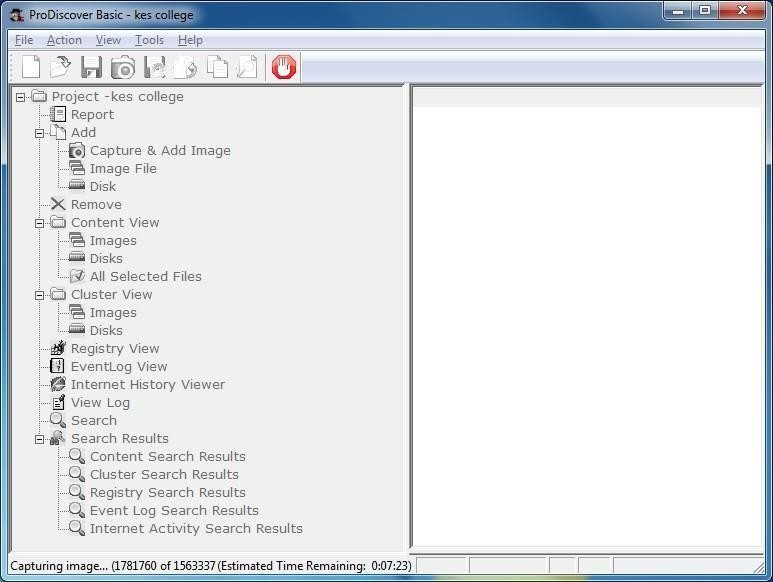 ProDiscover Basic - kes college
File Action View Tools Help
Project -kes college
Report
Add
Capture & Add Image
Image File
Disk
Remove
Content View
Images
Disks
All Selected Files
Cluster View
Images
Disks
Registry View
EventLog View
Internet History Viewer
View Log
Search
Search Results
Content Search Results
Cluster Search Results
Registry Search Results
Event Log Search Results
Internet Activity Search Results
Capturing image... (1781760 of 1563337 (Estimated Time Remaining: 0:07:23)